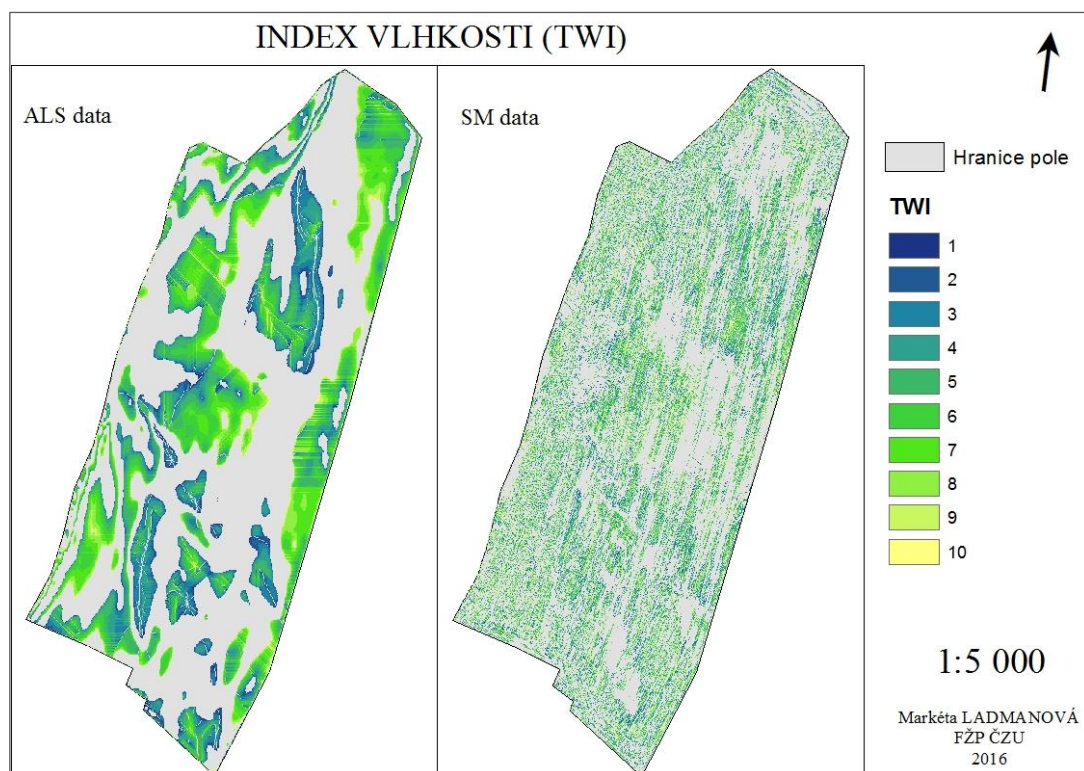 INDEX VLHKOSTI (TWI)
ALS data
SM data
Hranice pole
TWI
1
2
3
4
5
6
7
8
9
10
1:5 000
Markéta LADMANOVÁ
FŽP ČZU
2016